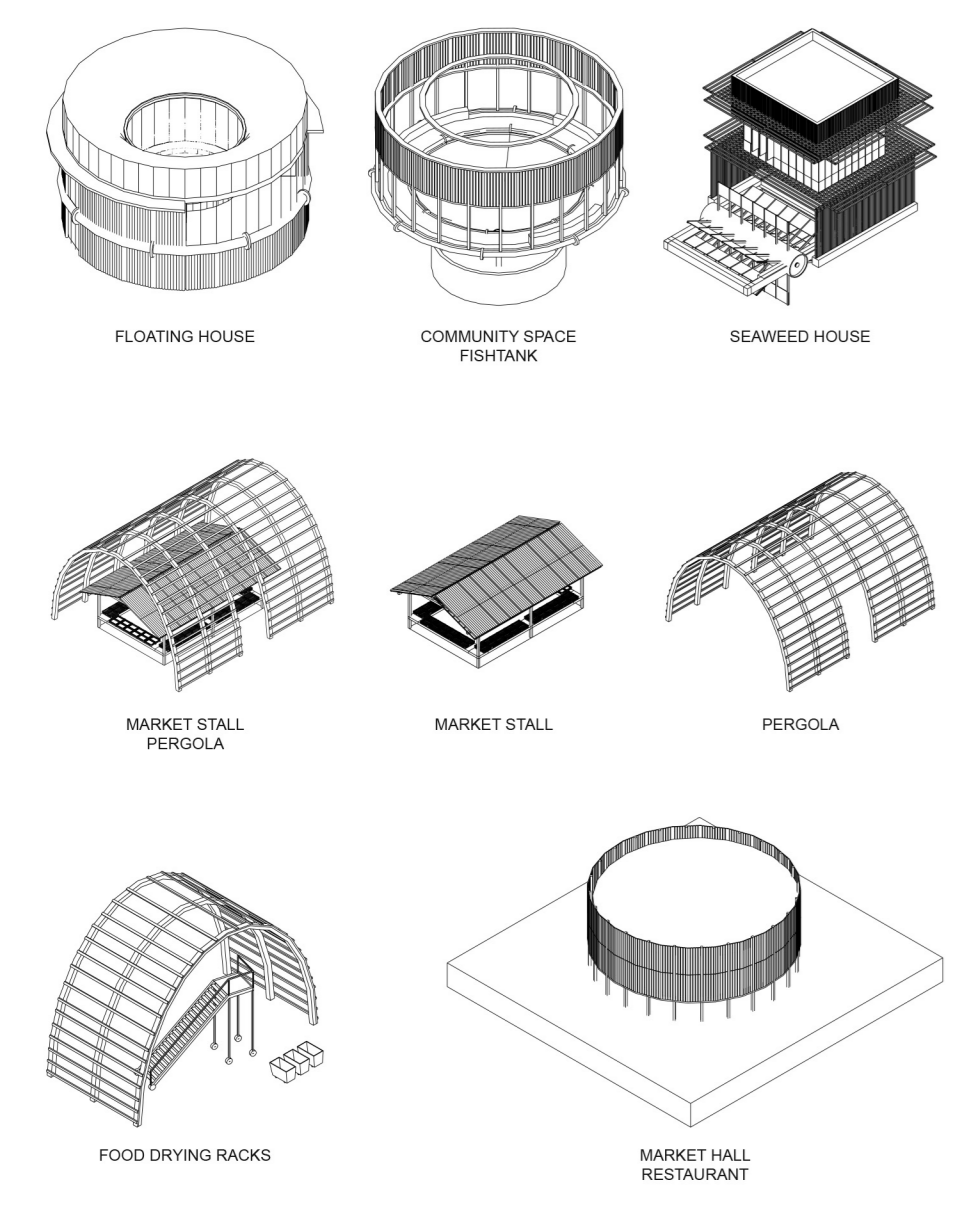 FLOATING HOUSE
COMMUNITY SPACE
FISHTANK
SEAWEED HOUSE
MARKET STALL
PERGOLA
MARKET STALL
PERGOLA
FOOD DRYING RACKS
MARKET HALL
RESTAURANT